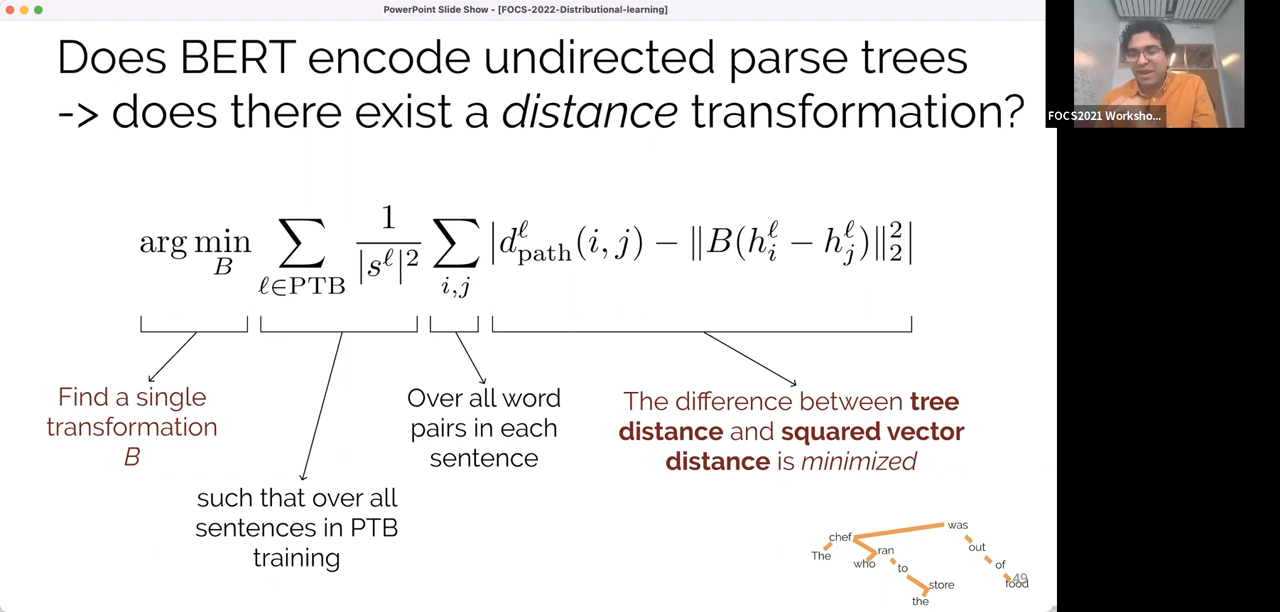 PowerPoint Slide Show - [FOCS-2022-Distributional-learning]
Does BERT encode undirected parse trees
-> does there exist a distance transformation?
FOCS2021 Worksho...
arg min_B ∑_{ℓ∈PTB} 1/|s^ℓ|^2 ∑_{i,j} |d^ℓ_path(i, j) − ‖B(h^ℓ_i − h^ℓ_j)‖^2_2|
Find a single
transformation
B
such that over all
sentences in PTB
training
Over all word
pairs in each
sentence
The difference between tree
distance and squared vector
distance is minimized
was
chef
The
who
ran
to
store
the
out
of
food
49